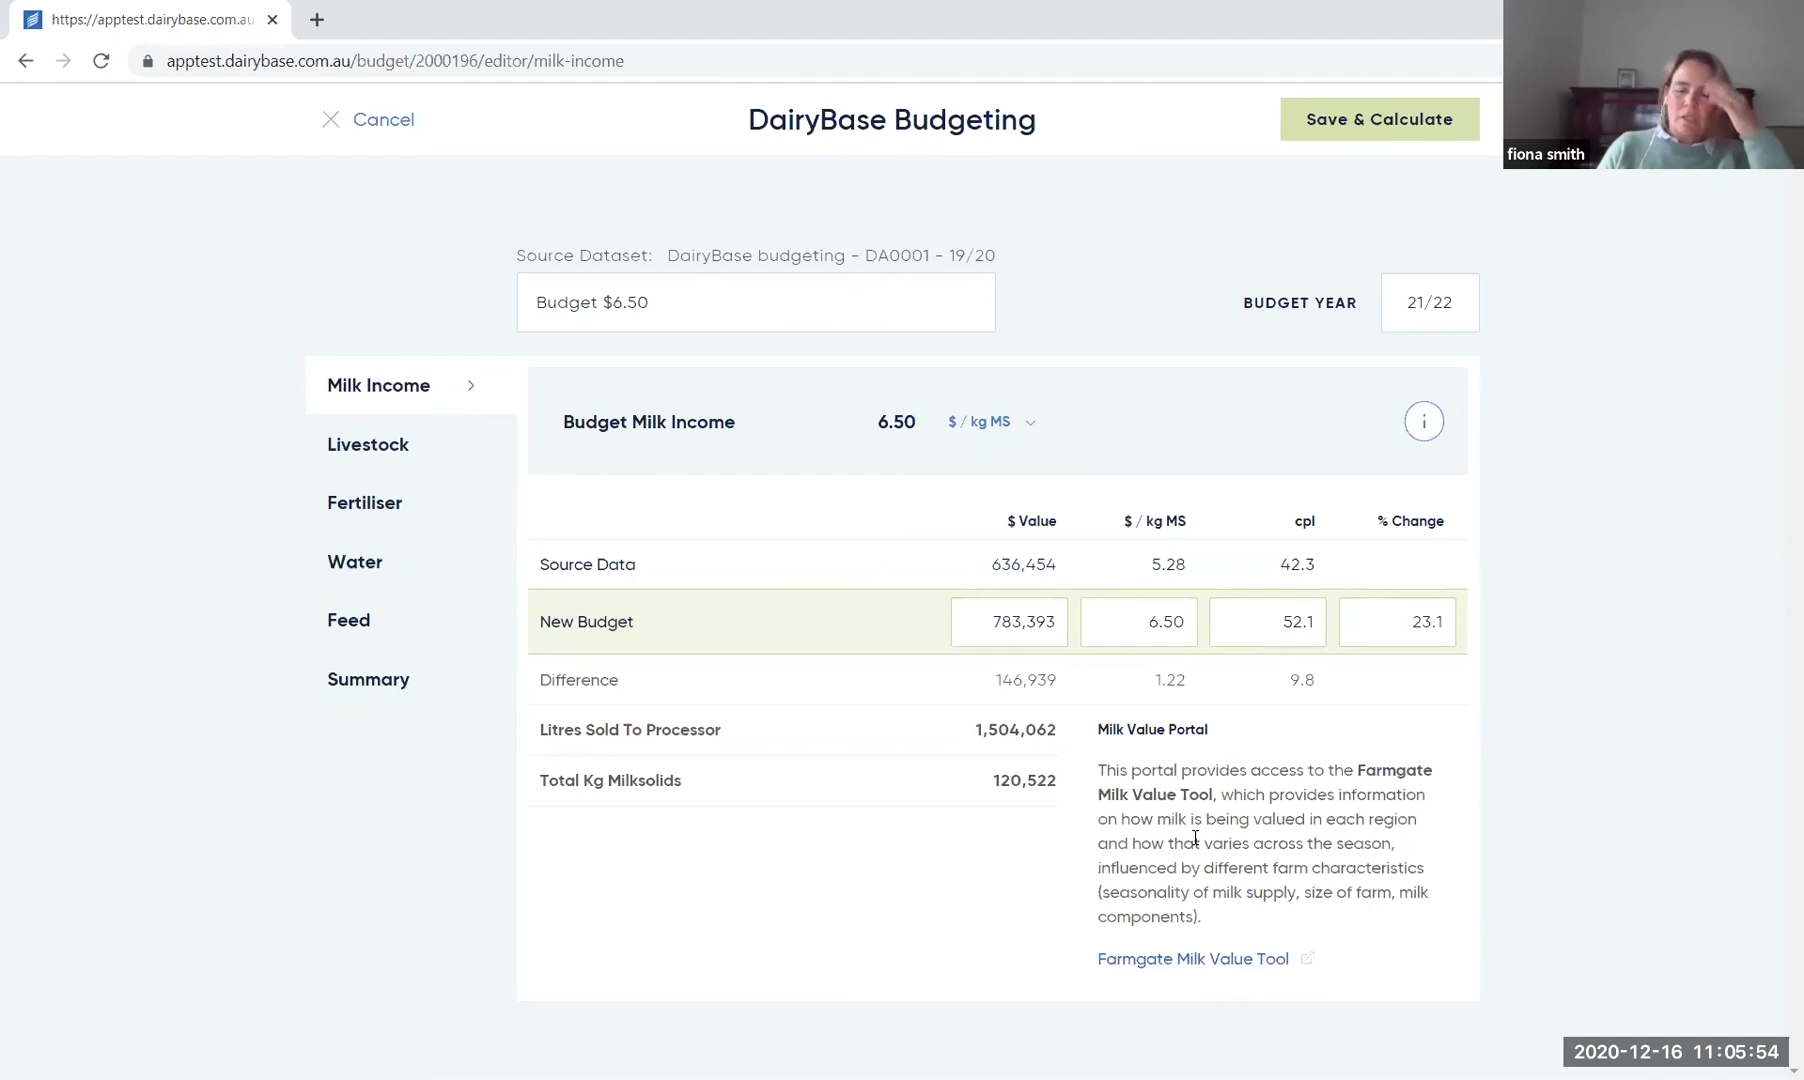 https://apptest.dairybase.com.au
apptest.dairybase.com.au/budget/2000196/editor/milk-income
fiona smith
Cancel
DairyBase Budgeting
Save & Calculate
Source Dataset: DairyBase budgeting - DA0001 - 19/20
Budget $6.50
BUDGET YEAR 21/22
Milk Income
Livestock
Fertiliser
Water
Feed
Summary
Budget Milk Income 6.50 $ / kg MS
i
$ Value $ / kg MS cpl % Change
Source Data 636,454 5.28 42.3
New Budget 783,393 6.50 52.1 23.1
Difference 146,939 1.22 9.8
Litres Sold To Processor 1,504,062
Total Kg Milksolids 120,522
Milk Value Portal
This portal provides access to the Farmgate
Milk Value Tool, which provides information
on how milk is being valued in each region
and how that varies across the season,
influenced by different farm characteristics
(seasonality of milk supply, size of farm, milk
components).
Farmgate Milk Value Tool
2020-12-16 11:05:54